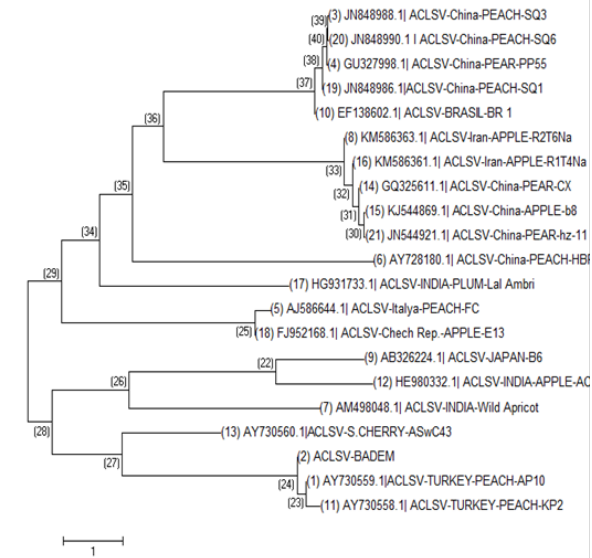 (39) (3) JN848988.1| ACLSV-China-PEACH-SQ3
(40) (20) JN848990.1 I ACLSV-China-PEACH-SQ6
(38) (4) GU327998.1| ACLSV-China-PEAR-PP55
(37) (19) JN848986.1|ACLSV-China-PEACH-SQ1
(10) EF138602.1| ACLSV-BRASIL-BR 1
(36)
(8) KM586363.1| ACLSV-Iran-APPLE-R2T6Na
(33) (16) KM586361.1| ACLSV-Iran-APPLE-R1T4Na
(35) (32) (14) GQ325611.1| ACLSV-China-PEAR-CX
(31) (15) KJ544869.1| ACLSV-China-APPLE-b8
(34) (30) (21) JN544921.1| ACLSV-China-PEAR-hz-11
(6) AY728180.1| ACLSV-China-PEACH-HBP
(29) (17) HG931733.1| ACLSV-INDIA-PLUM-Lal Ambri
(5) AJ586644.1| ACLSV-Italya-PEACH-FC
(25) (18) FJ952168.1| ACLSV-Chech Rep.-APPLE-E13
(22) (9) AB326224.1| ACLSV-JAPAN-B6
(26) (12) HE980332.1| ACLSV-INDIA-APPLE-AC
(7) AM498048.1| ACLSV-INDIA-Wild Apricot
(28) (13) AY730560.1|ACLSV-S.CHERRY-ASwC43
(27) (2) ACLSV-BADEM
(24) (1) AY730559.1|ACLSV-TURKEY-PEACH-AP10
(23) (11) AY730558.1| ACLSV-TURKEY-PEACH-KP2
1